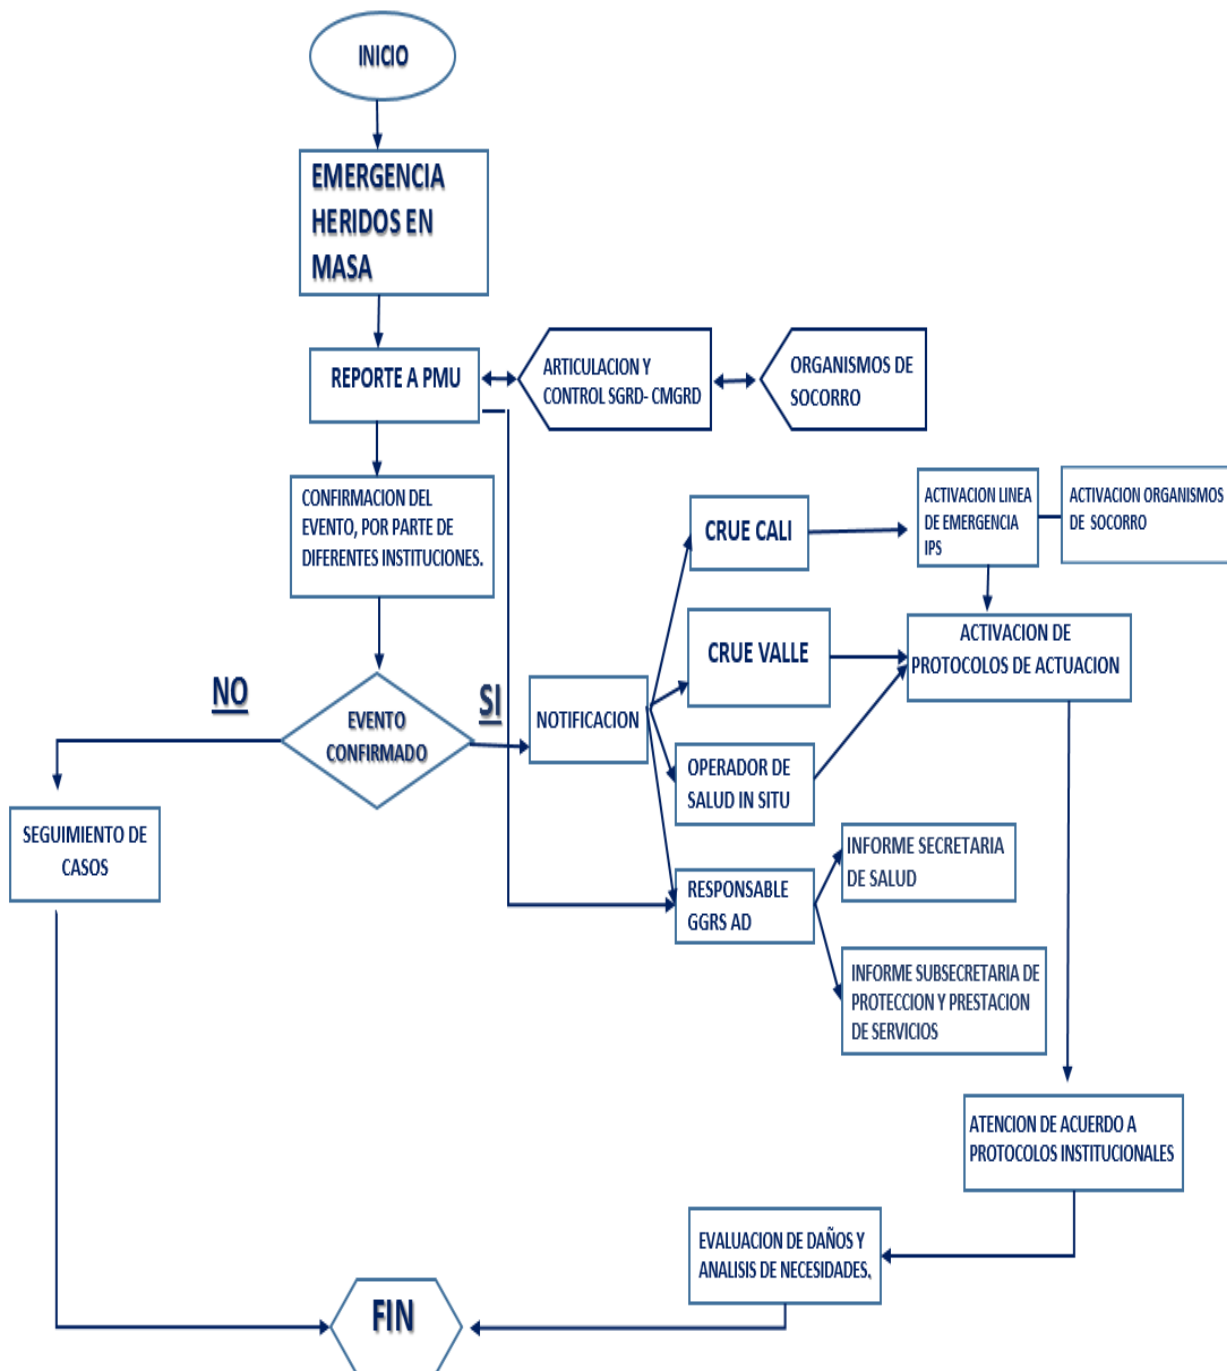 INICIO
EMERGENCIA
HERIDOS EN
MASA
REPORTE A PMU
ARTICULACION Y
CONTROL SGRD- CMGRD
ORGANISMOS DE
SOCORRO
CONFIRMACION DEL
EVENTO, POR PARTE DE
DIFERENTES INSTITUCIONES.
EVENTO
CONFIRMADO
NO
SI
SEGUIMIENTO DE
CASOS
NOTIFICACION
CRUE CALI
CRUE VALLE
OPERADOR DE
SALUD IN SITU
RESPONSABLE
GGRS AD
ACTIVACION LINEA
DE EMERGENCIA
IPS
ACTIVACION ORGANISMOS
DE SOCORRO
ACTIVACION DE
PROTOCOLOS DE ACTUACION
INFORME SECRETARIA
DE SALUD
INFORME SUBSECRETARIA DE
PROTECCION Y PRESTACION
DE SERVICIOS
ATENCION DE ACUERDO A
PROTOCOLOS INSTITUCIONALES
EVALUACION DE DAÑOS Y
ANALISIS DE NECESIDADES.
FIN